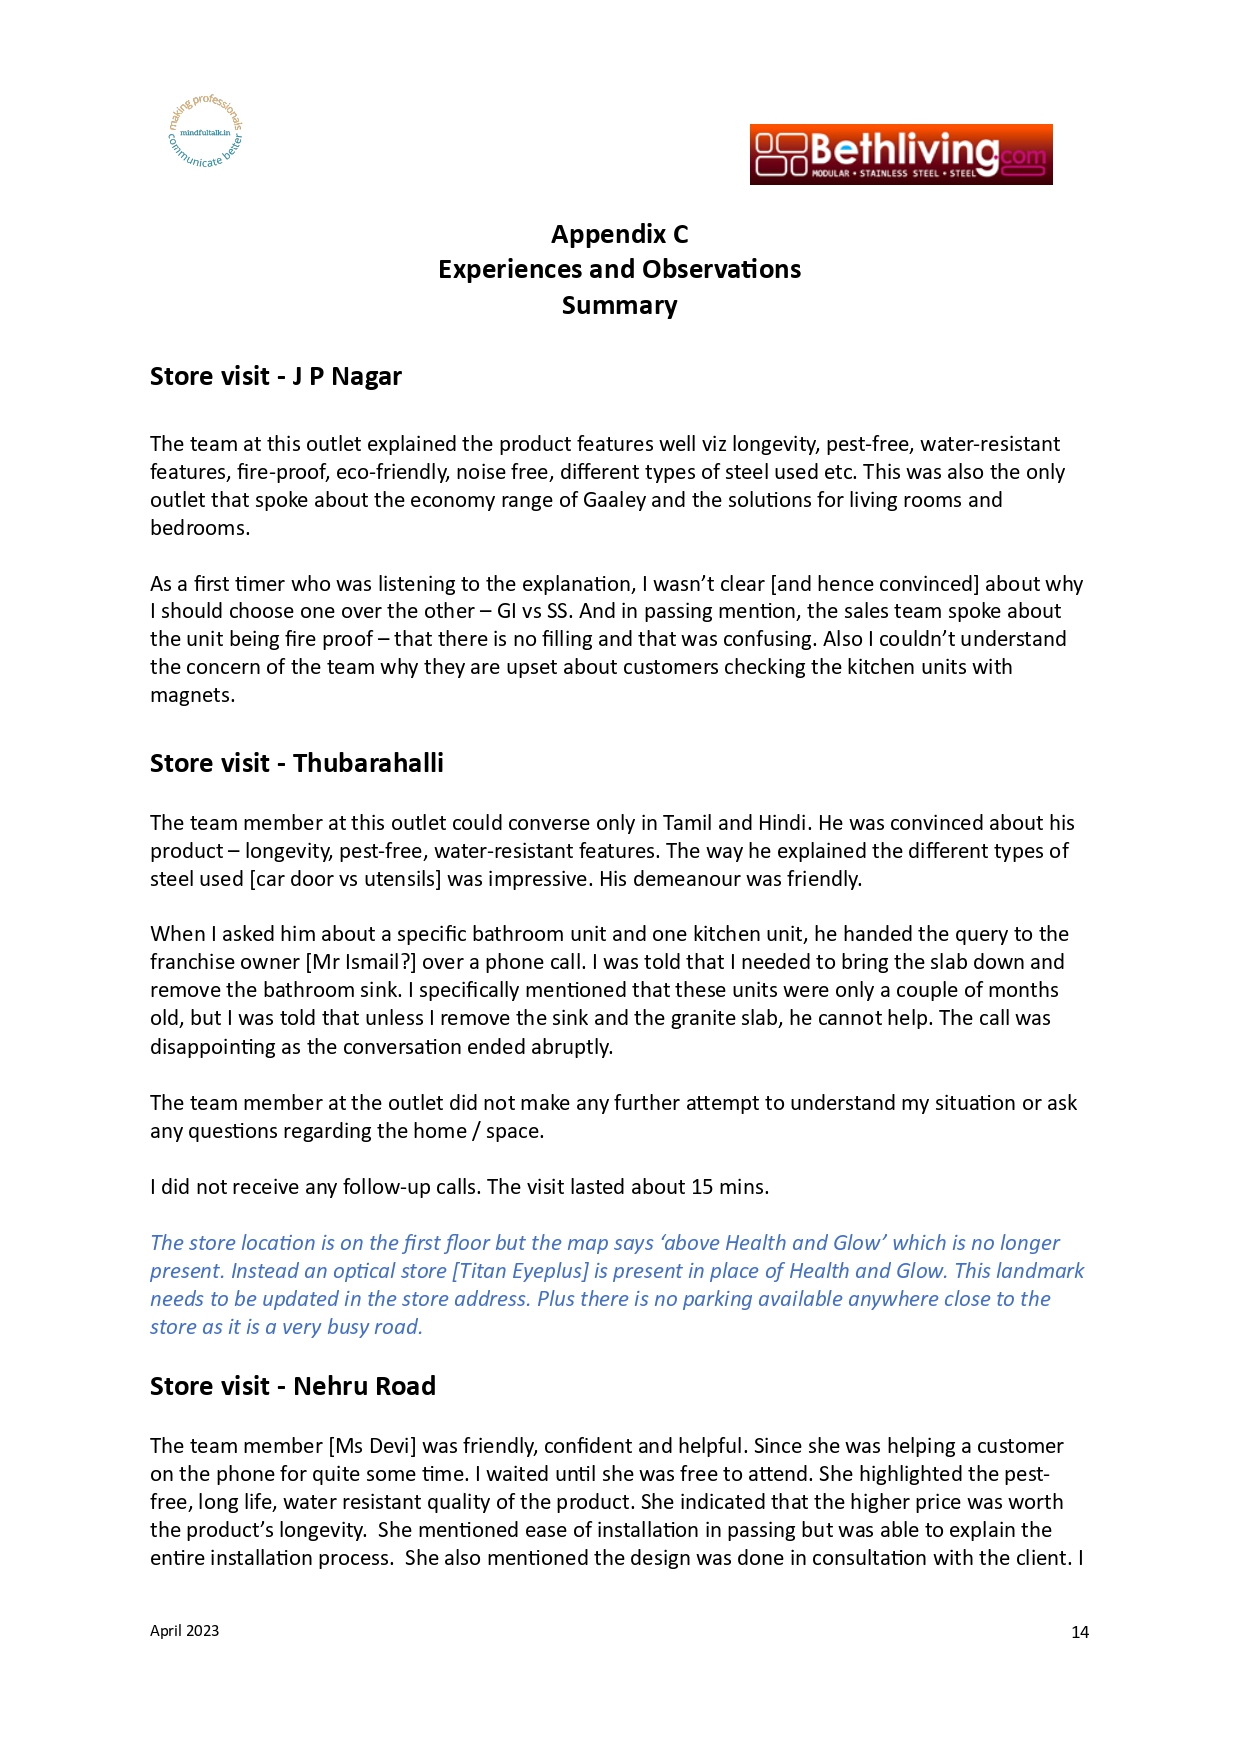 making professionals
mindfultalk.in
communicate better
Bethliving.com
MODULAR • STAINLESS STEEL • STEEL
Appendix C
Experiences and Observations
Summary
Store visit - J P Nagar
The team at this outlet explained the product features well viz longevity, pest-free, water-resistant
features, fire-proof, eco-friendly, noise free, different types of steel used etc. This was also the only
outlet that spoke about the economy range of Gaaley and the solutions for living rooms and
bedrooms.
As a first timer who was listening to the explanation, I wasn’t clear [and hence convinced] about why
I should choose one over the other – GI vs SS. And in passing mention, the sales team spoke about
the unit being fire proof – that there is no filling and that was confusing. Also I couldn’t understand
the concern of the team why they are upset about customers checking the kitchen units with
magnets.
Store visit - Thubarahalli
The team member at this outlet could converse only in Tamil and Hindi. He was convinced about his
product – longevity, pest-free, water-resistant features. The way he explained the different types of
steel used [car door vs utensils] was impressive. His demeanour was friendly.
When I asked him about a specific bathroom unit and one kitchen unit, he handed the query to the
franchise owner [Mr Ismail?] over a phone call. I was told that I needed to bring the slab down and
remove the bathroom sink. I specifically mentioned that these units were only a couple of months
old, but I was told that unless I remove the sink and the granite slab, he cannot help. The call was
disappointing as the conversation ended abruptly.
The team member at the outlet did not make any further attempt to understand my situation or ask
any questions regarding the home / space.
I did not receive any follow-up calls. The visit lasted about 15 mins.
The store location is on the first floor but the map says ‘above Health and Glow’ which is no longer
present. Instead an optical store [Titan Eyeplus] is present in place of Health and Glow. This landmark
needs to be updated in the store address. Plus there is no parking available anywhere close to the
store as it is a very busy road.
Store visit - Nehru Road
The team member [Ms Devi] was friendly, confident and helpful. Since she was helping a customer
on the phone for quite some time. I waited until she was free to attend. She highlighted the pest-
free, long life, water resistant quality of the product. She indicated that the higher price was worth
the product’s longevity.  She mentioned ease of installation in passing but was able to explain the
entire installation process.  She also mentioned the design was done in consultation with the client. I
April 2023
14